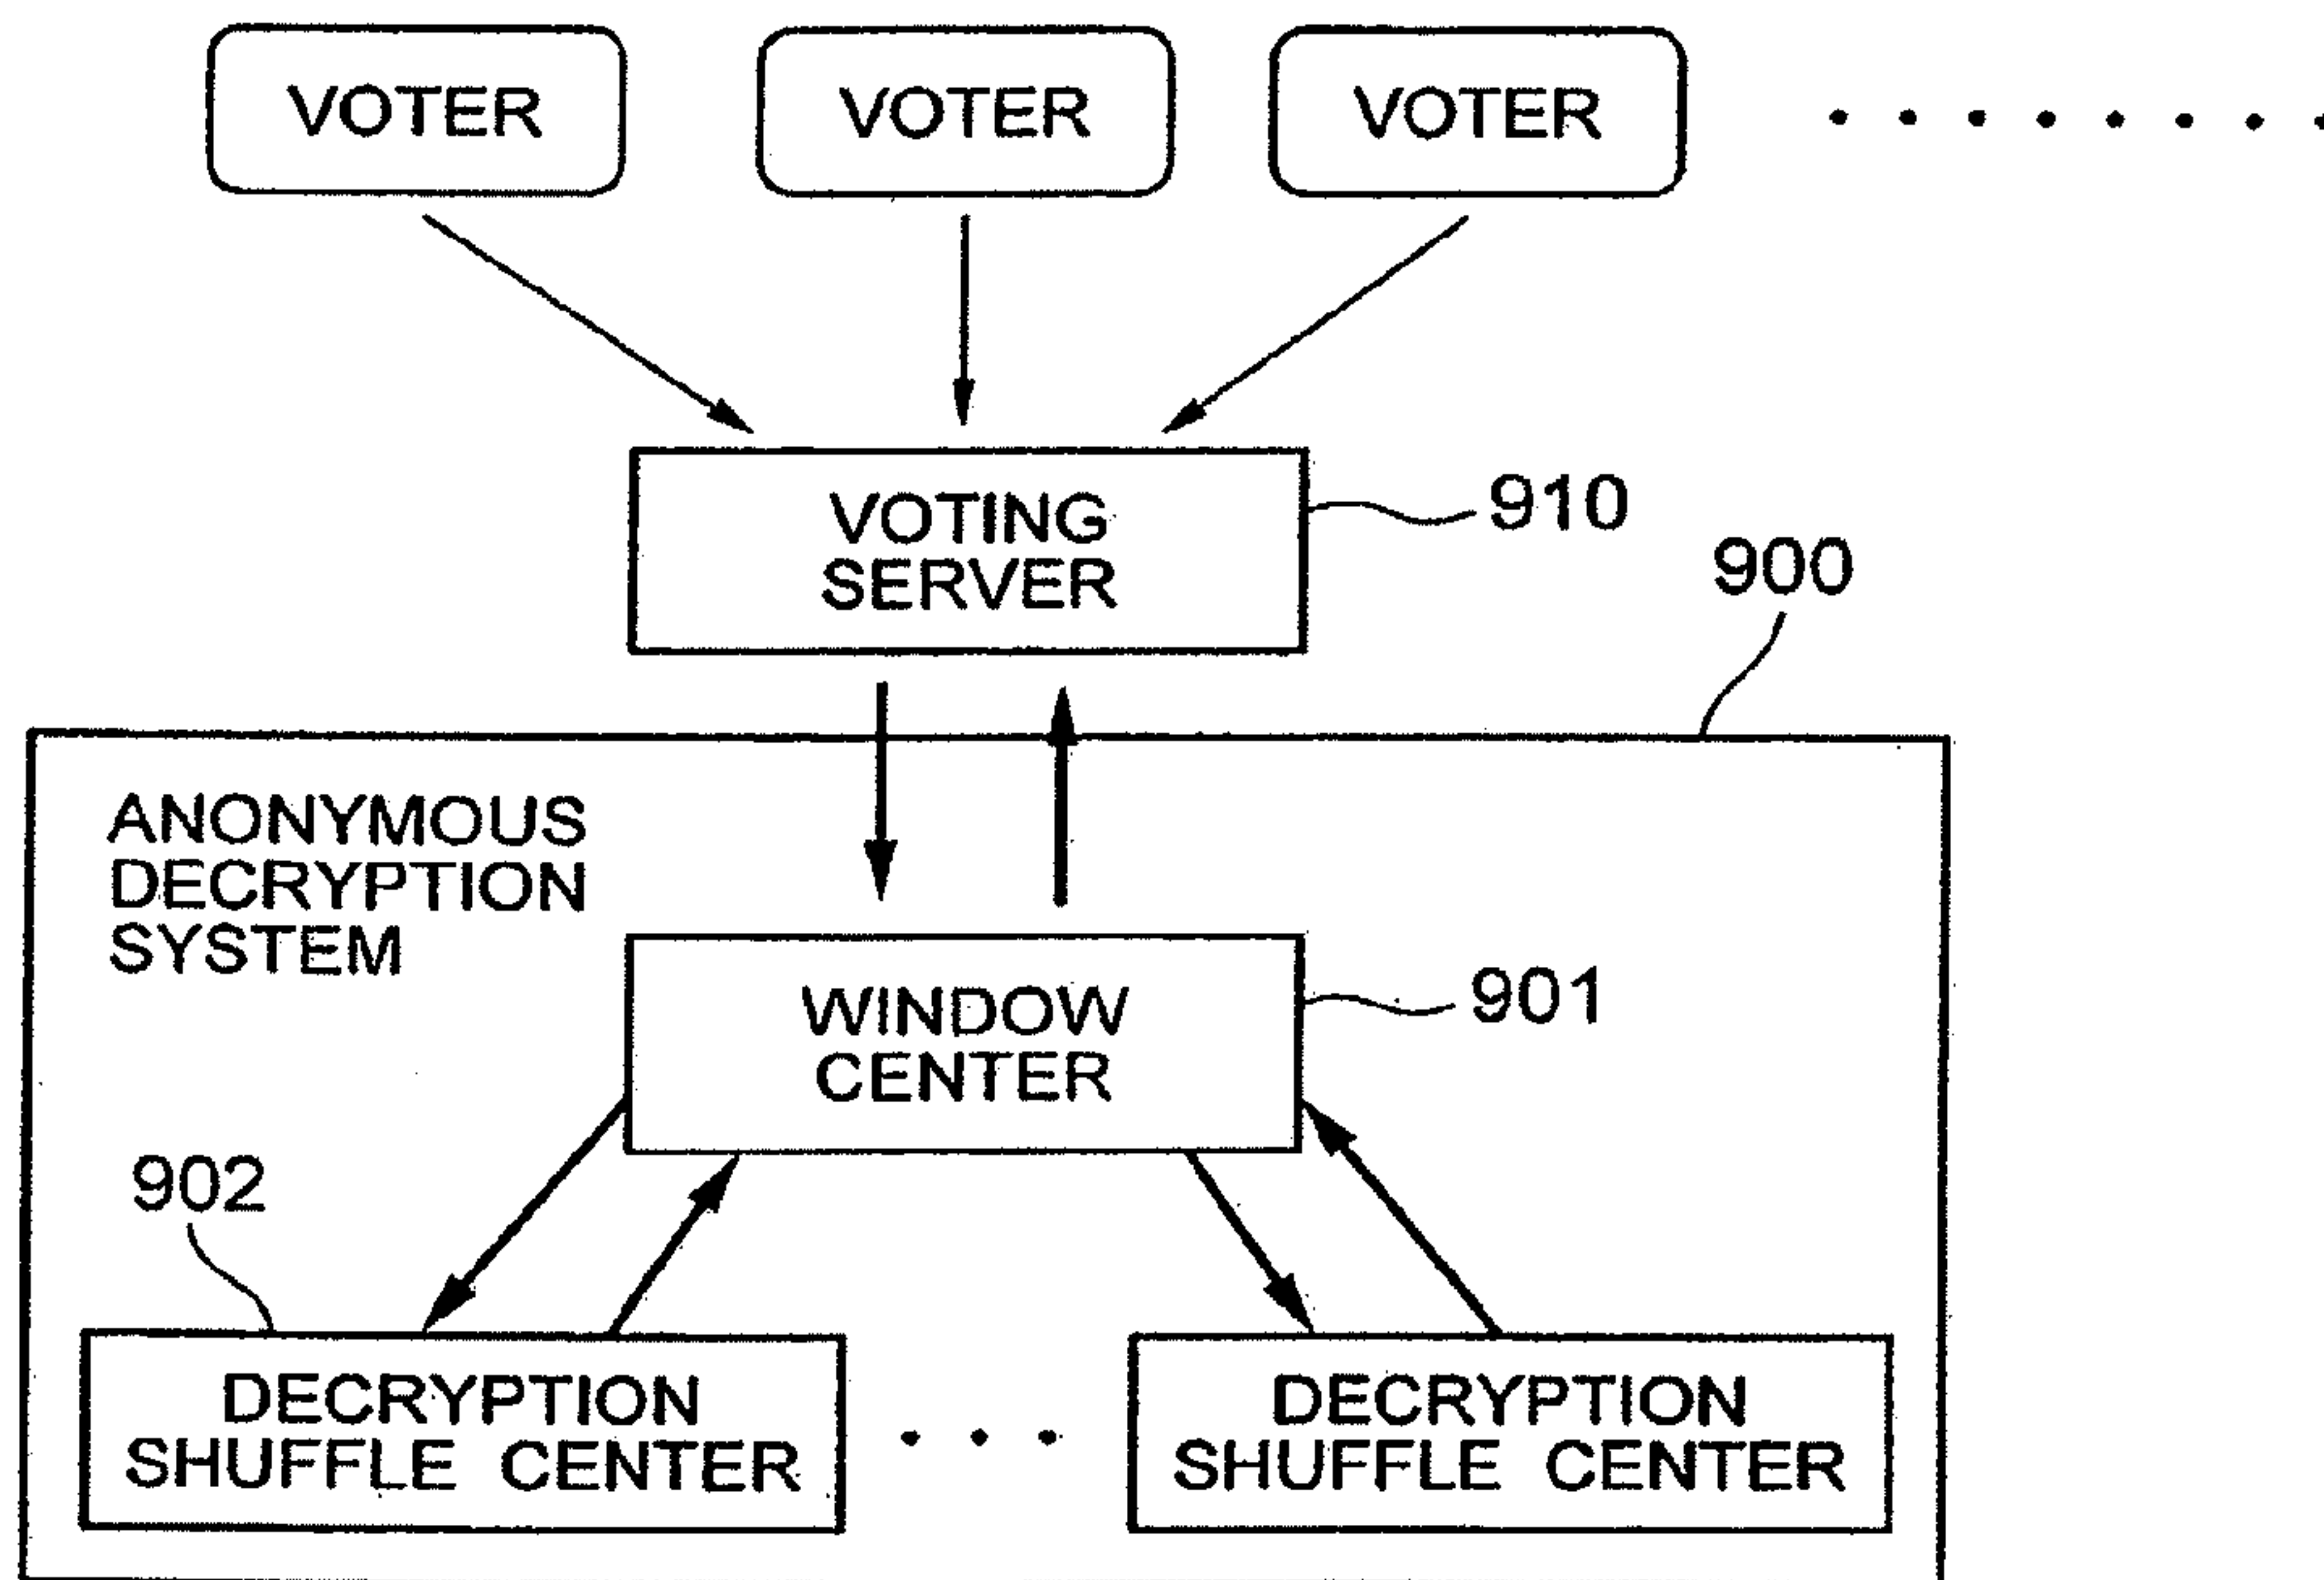 VOTER
VOTER
VOTER
VOTING
SERVER
910
900
ANONYMOUS
DECRYPTION
SYSTEM
WINDOW
CENTER
901
902
DECRYPTION
SHUFFLE CENTER
DECRYPTION
SHUFFLE CENTER